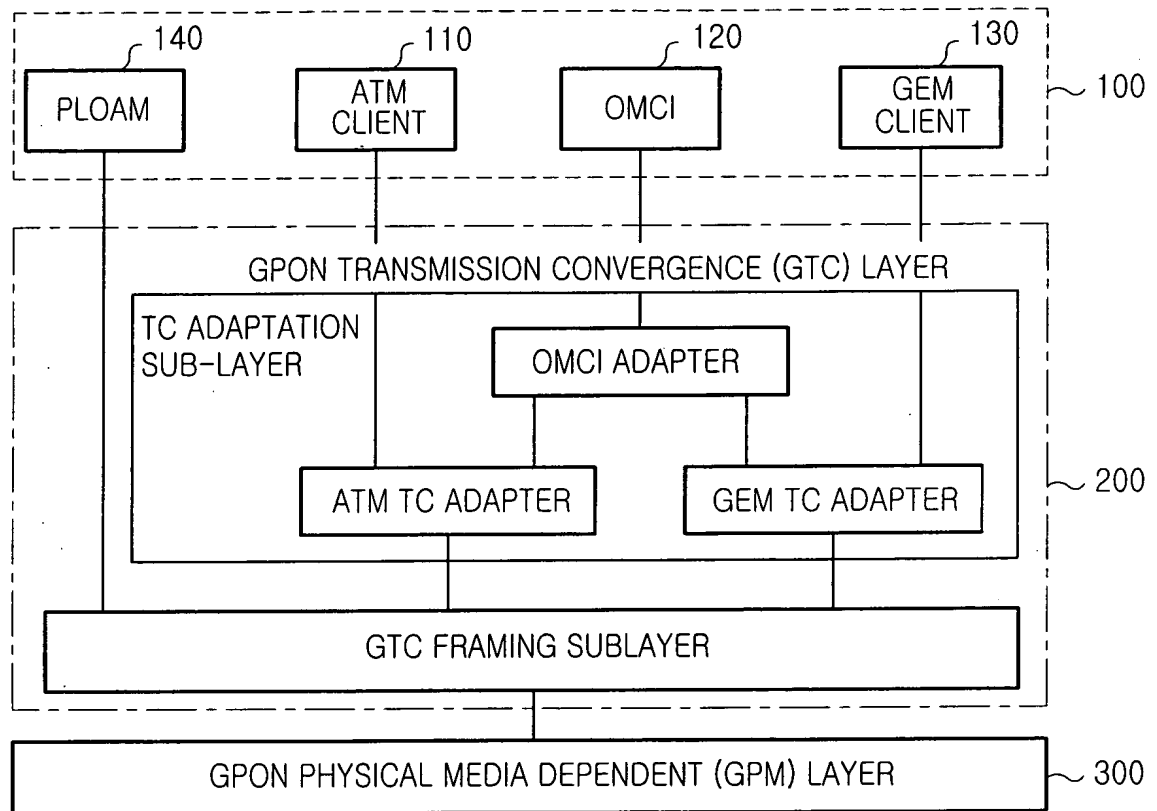 140
110
120
130
PLOAM
ATM
CLIENT
OMCI
GEM
CLIENT
100
GPON TRANSMISSION CONVERGENCE (GTC) LAYER
TC ADAPTATION
SUB-LAYER
OMCI ADAPTER
ATM TC ADAPTER
GEM TC ADAPTER
200
GTC FRAMING SUBLAYER
GPON PHYSICAL MEDIA DEPENDENT (GPM) LAYER
300